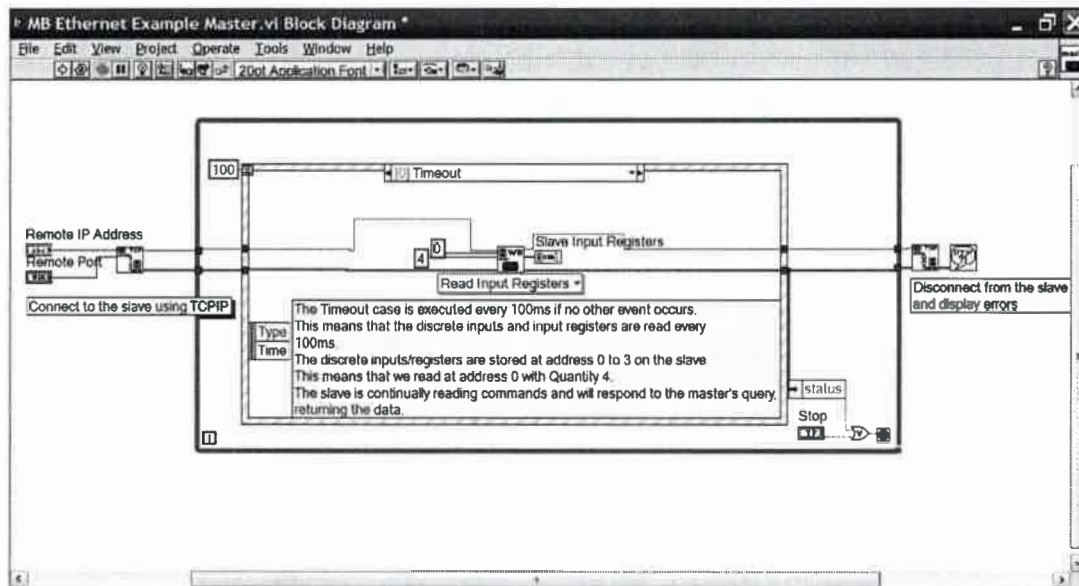 MB Ethernet Example Master.vi Block Diagram *
File Edit View Project Operate Tools Window Help
20pt Application Font
100
[0] Timeout
Remote IP Address
Remote Port
Connect to the slave using TCPIP
0
4
Slave Input Registers
Read Input Registers
Type
Time
The Timeout case is executed every 100ms if no other event occurs.
This means that the discrete inputs and input registers are read every
100ms.
The discrete inputs/registers are stored at address 0 to 3 on the slave
This means that we read at address 0 with Quantity 4.
The slave is continually reading commands and will respond to the master's query,
returning the data.
Disconnect from the slave
and display errors
status
Stop
i